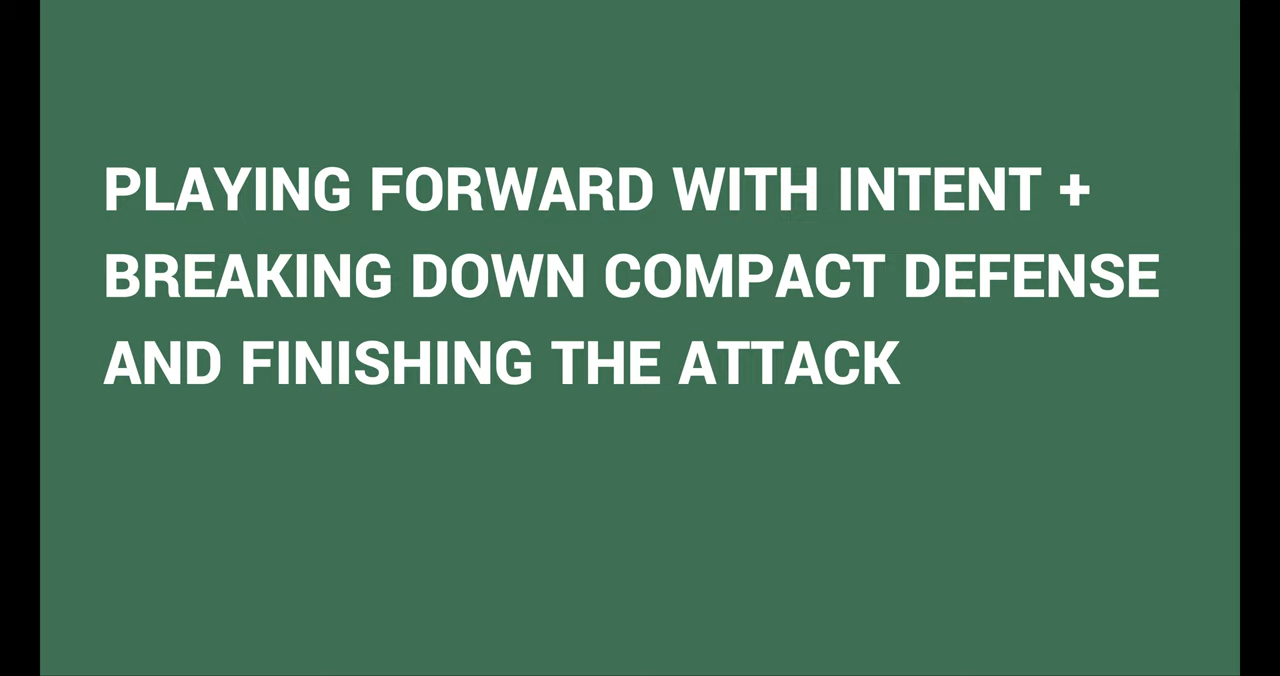 PLAYING FORWARD WITH INTENT +
BREAKING DOWN COMPACT DEFENSE
AND FINISHING THE ATTACK